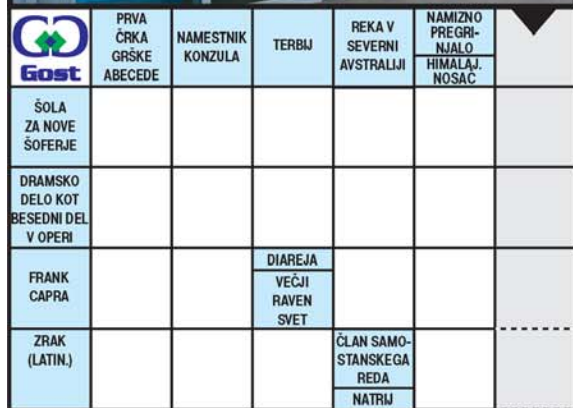 Gost
PRVA
ČRKA
GRŠKE
ABECEDE
NAMESTNIK
KONZULA
TERBIJ
REKA V
SEVERNI
AVSTRALIJI
NAMIZNO
PREGRI-
NJALO
HIMALAJ.
NOSAČ
ŠOLA
ZA NOVE
ŠOFERJE
DRAMSKO
DELO KOT
BESEDNI DEL
V OPERI
FRANK
CAPRA
DIAREJA
VEČJI
RAVEN
SVET
ZRAK
(LATIN.)
ČLAN SAMO-
STANSKEGA
REDA
NATRIJ